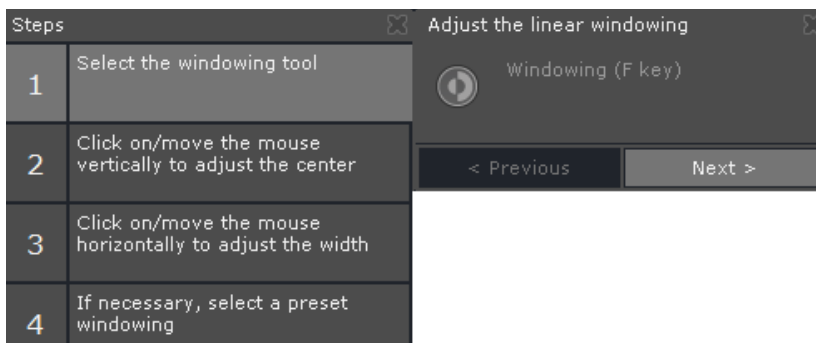 Steps
1
Select the windowing tool
2
Click on/move the mouse
vertically to adjust the center
3
Click on/move the mouse
horizontally to adjust the width
4
If necessary, select a preset
windowing
Adjust the linear windowing
Windowing (F key)
< Previous
Next >